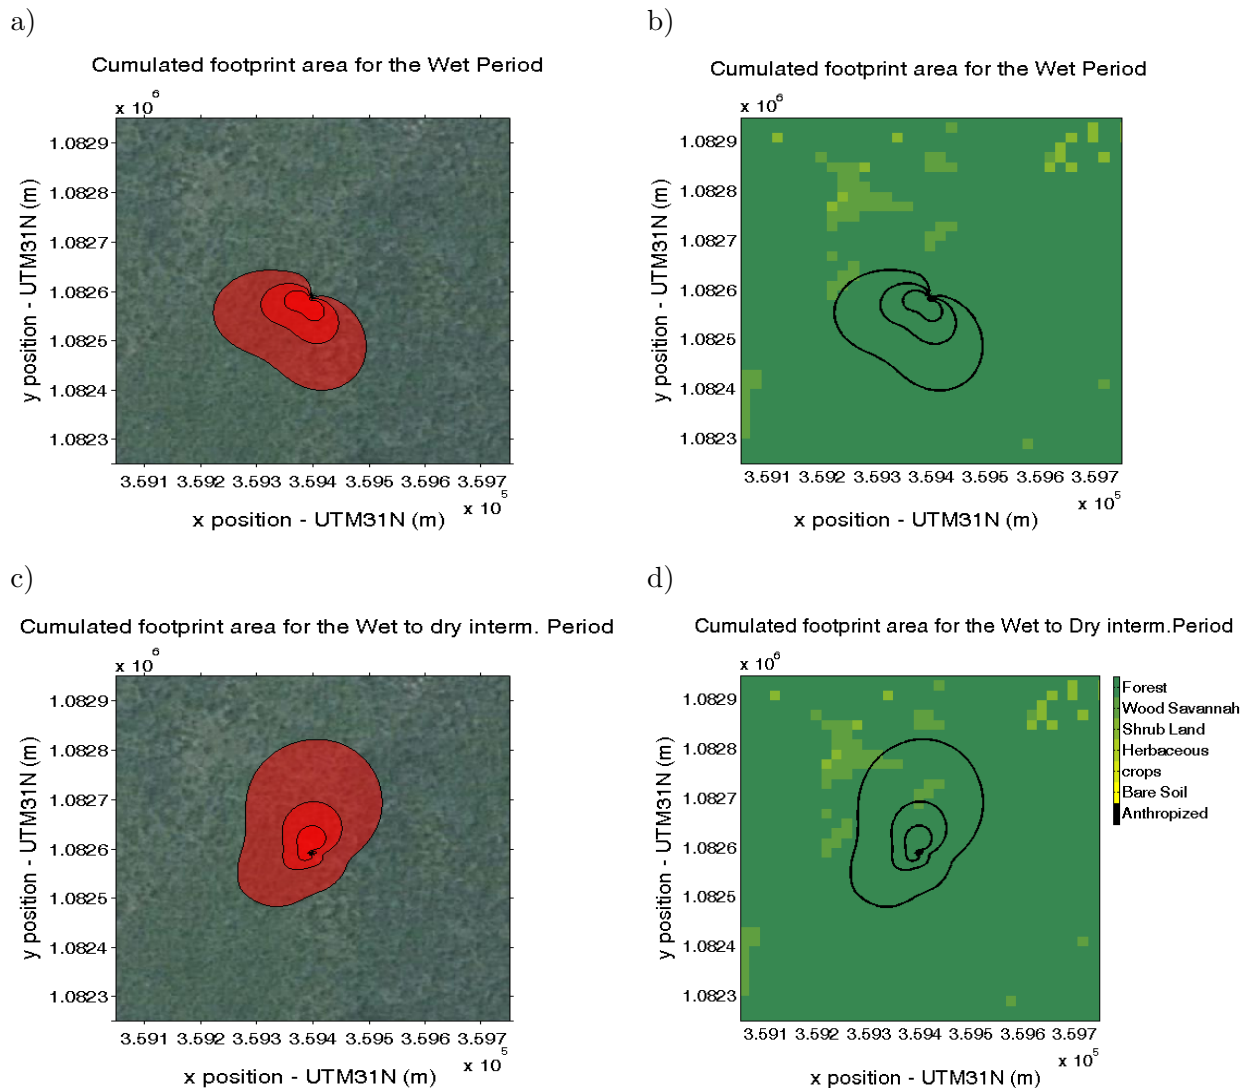 a)
Cumulated footprint area for the Wet Period
x 10^6
1.0829
1.0828
1.0827
1.0826
1.0825
1.0824
1.0823
y position - UTM31N (m)
3.591 3.592 3.593 3.594 3.595 3.596 3.597
x 10^5
x position - UTM31N (m)
b)
Cumulated footprint area for the Wet Period
x 10^6
1.0829
1.0828
1.0827
1.0826
1.0825
1.0824
1.0823
y position - UTM31N (m)
3.591 3.592 3.593 3.594 3.595 3.596 3.597
x 10^5
x position - UTM31N (m)
c)
Cumulated footprint area for the Wet to dry interm. Period
x 10^6
1.0829
1.0828
1.0827
1.0826
1.0825
1.0824
1.0823
y position - UTM31N (m)
3.591 3.592 3.593 3.594 3.595 3.596 3.597
x 10^5
x position - UTM31N (m)
d)
Cumulated footprint area for the Wet to Dry interm.Period
x 10^6
1.0829
1.0828
1.0827
1.0826
1.0825
1.0824
1.0823
y position - UTM31N (m)
3.591 3.592 3.593 3.594 3.595 3.596 3.597
x 10^5
x position - UTM31N (m)
Forest
Wood Savannah
Shrub Land
Herbaceous
crops
Bare Soil
Anthropized